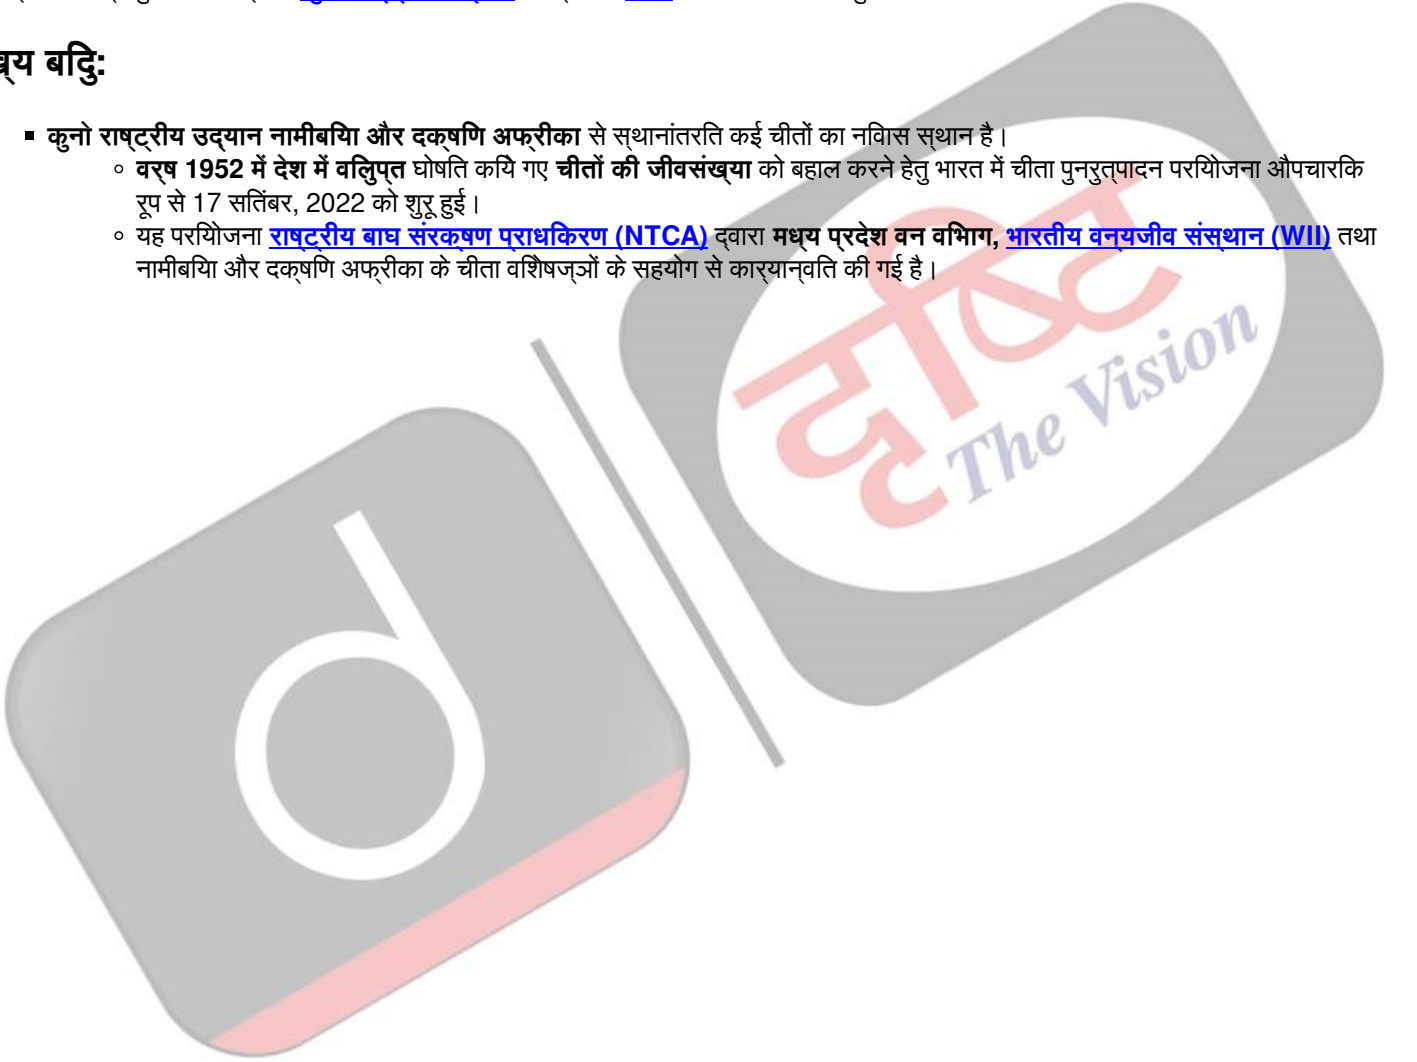 बिंदु:
▪ कुनो राष्ट्रीय उद्यान नामीबिया और दक्षिण अफ्रीका से स्थानांतरित कई चीतों का निवास स्थान है।
○ वर्ष 1952 में देश में विलुप्त घोषित किये गए चीतों की जीवसंख्या को बहाल करने हेतु भारत में चीता पुनरुत्पादन परियोजना औपचारिक
रूप से 17 सितंबर, 2022 को शुरू हुई।
○ यह परियोजना राष्ट्रीय बाघ संरक्षण प्राधिकरण (NTCA) द्वारा मध्य प्रदेश वन विभाग, भारतीय वन्यजीव संस्थान (WII) तथा
नामीबिया और दक्षिण अफ्रीका के चीता विशेषज्ञों के सहयोग से कार्यान्वित की गई है।
दृष्टि
The Vision
d